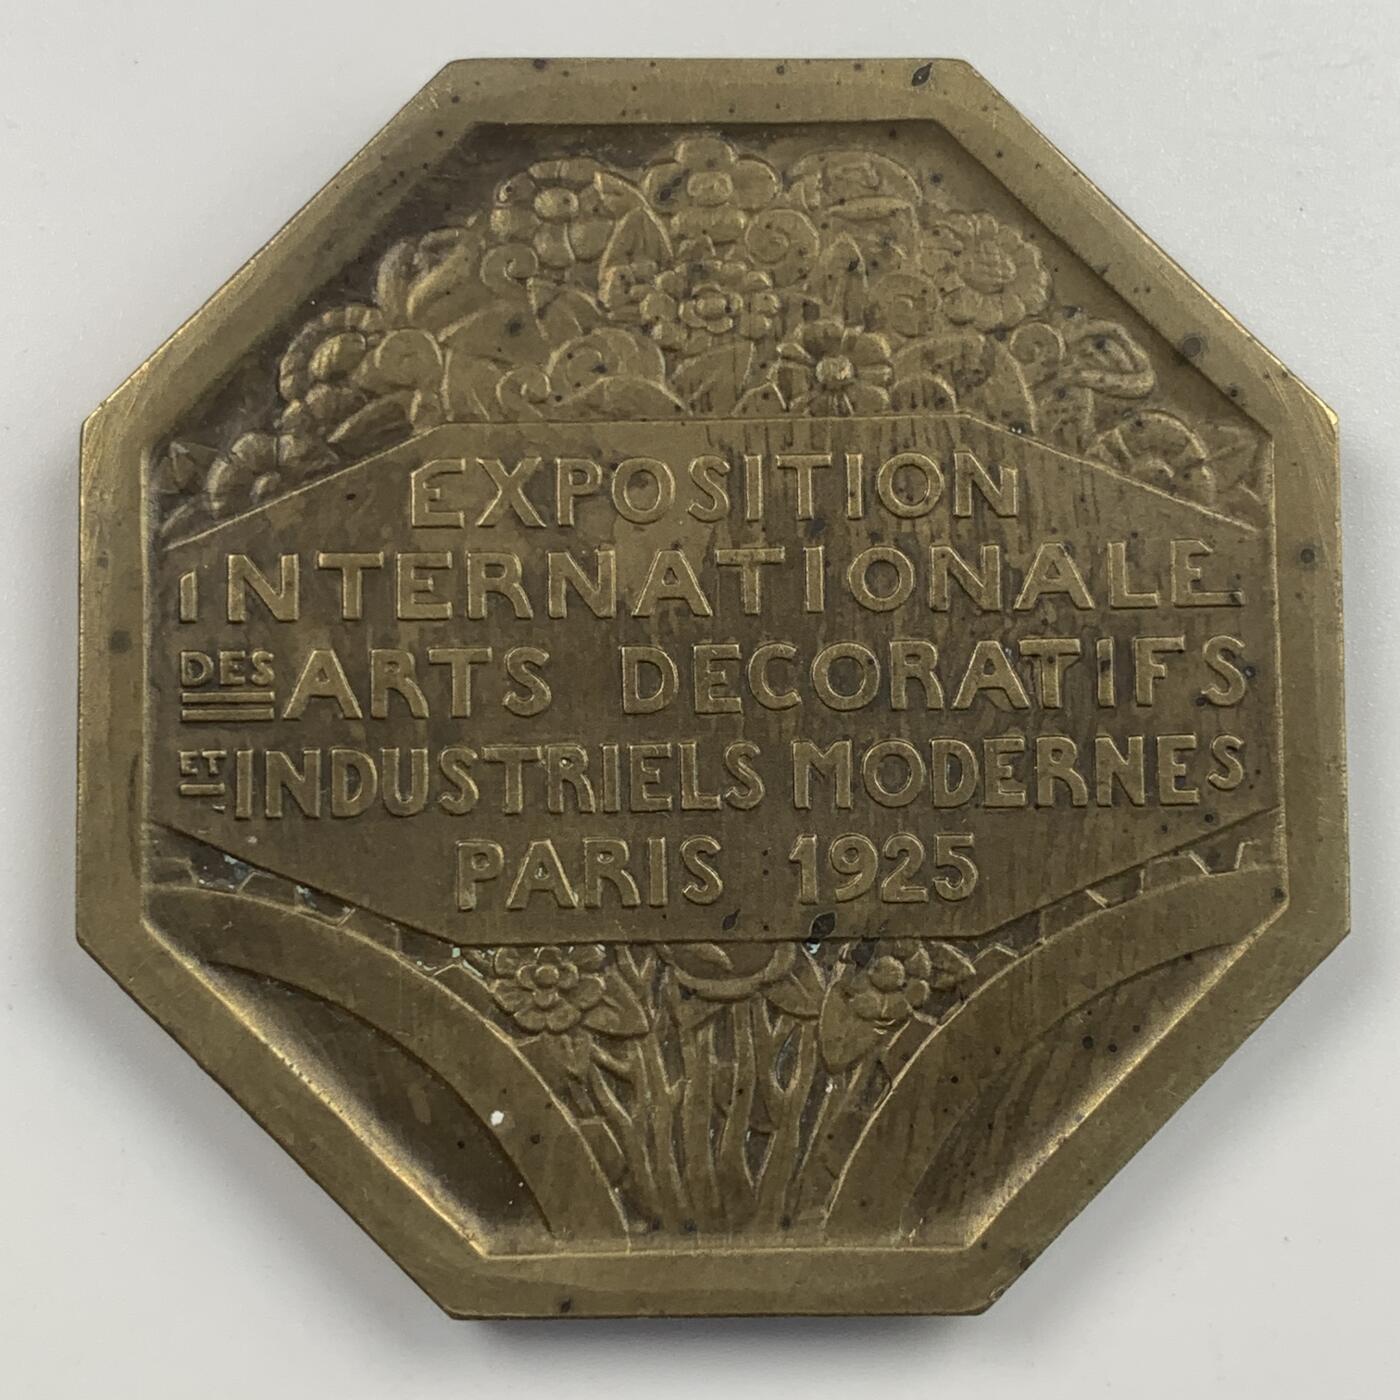 EXPOSITION
INTERNATIONALE
DES ARTS DECORATIFS
ET INDUSTRIELS MODERNES
PARIS 1925